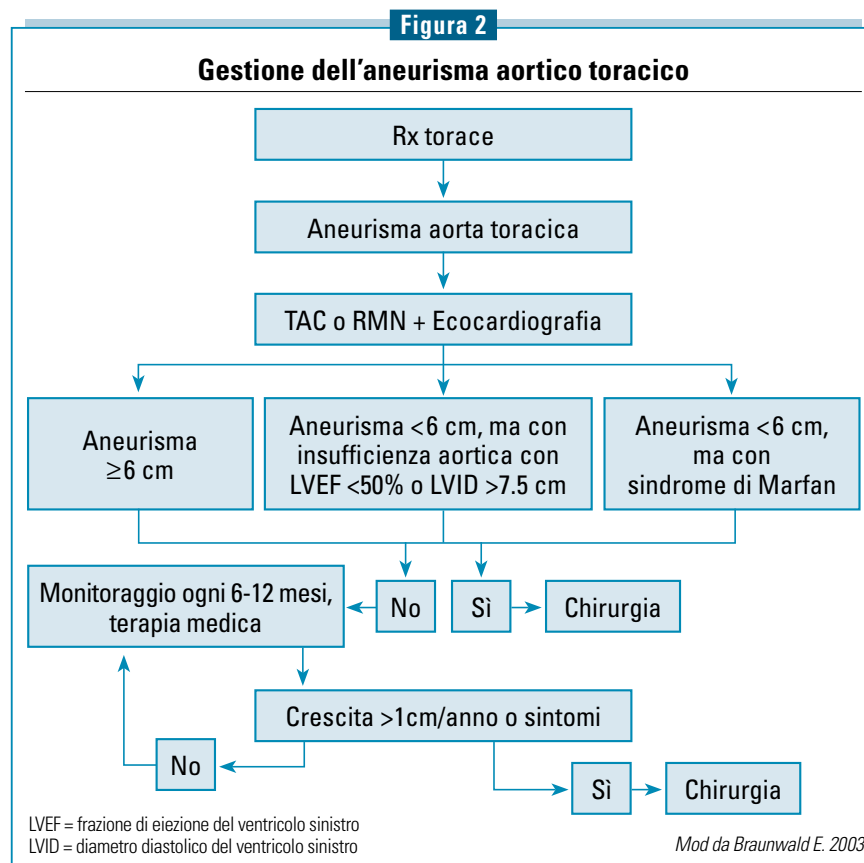 Figura 2
Gestione dell'aneurisma aortico toracico
Rx torace
Aneurisma aorta toracica
TAC o RMN + Ecocardiografia
Aneurisma
≥6 cm
Aneurisma <6 cm, ma con
insufficienza aortica con
LVEF <50% o LVID >7.5 cm
Aneurisma <6 cm,
ma con
sindrome di Marfan
Monitoraggio ogni 6-12 mesi,
terapia medica
No
Sì
Chirurgia
Crescita >1cm/anno o sintomi
No
Sì
Chirurgia
LVEF = frazione di eiezione del ventricolo sinistro
LVID = diametro diastolico del ventricolo sinistro
Mod da Braunwald E. 2003